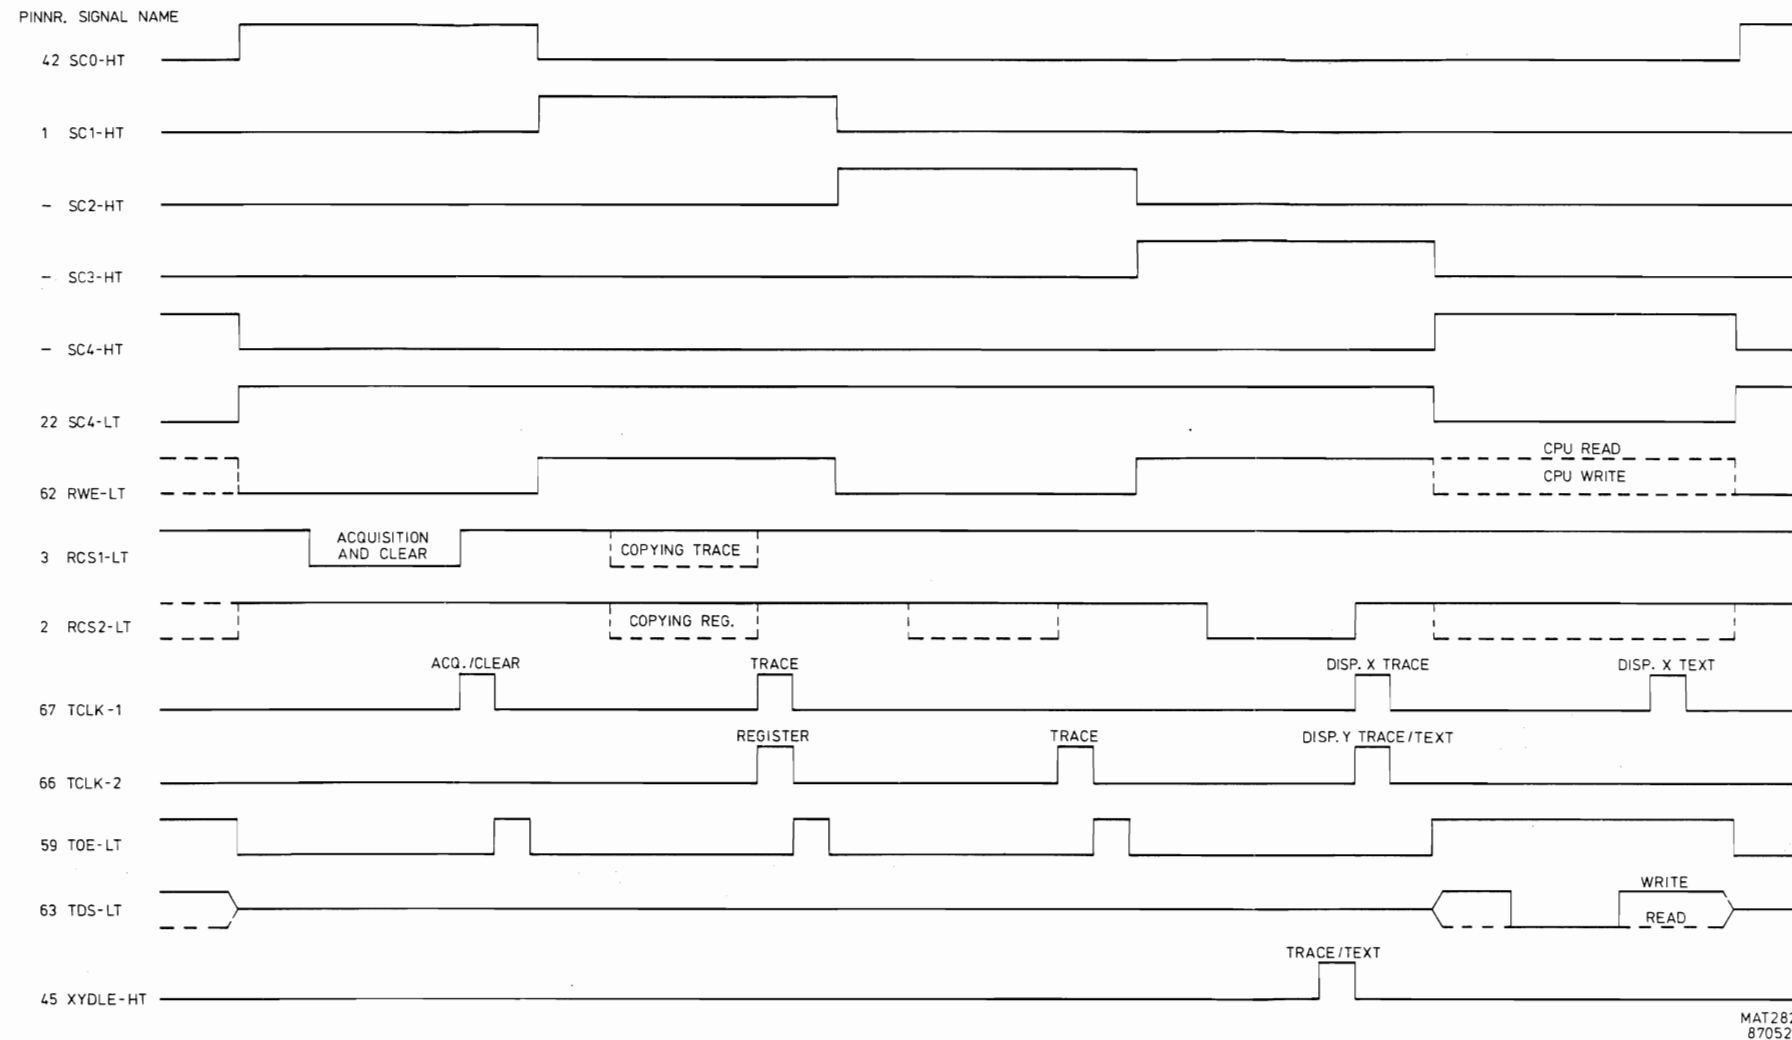 PINNR. SIGNAL NAME
42 SC0-HT
1 SC1-HT
- SC2-HT
- SC3-HT
- SC4-HT
22 SC4-LT
CPU READ
CPU WRITE
62 RWE-LT
ACQUISITION
AND CLEAR
COPYING TRACE
3 RCS1-LT
COPYING REG.
2 RCS2-LT
ACQ./CLEAR TRACE DISP. X TRACE DISP. X TEXT
67 TCLK-1
REGISTER TRACE DISP. Y TRACE/TEXT
66 TCLK-2
59 TOE-LT
WRITE
63 TDS-LT
READ
TRACE/TEXT
45 XYDLE-HT
MAT282
87052